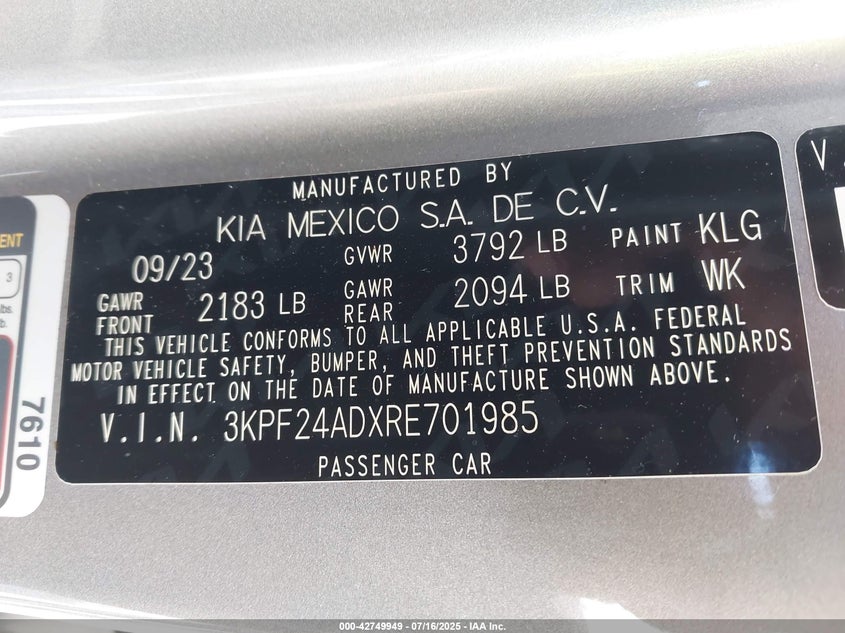 MANUFACTURED BY
KIA MEXICO S.A. DE C.V.
09/23 GVWR 3792 LB PAINT KLG
GAWR FRONT 2183 LB GAWR REAR 2094 LB TRIM WK
THIS VEHICLE CONFORMS TO ALL APPLICABLE U.S.A. FEDERAL
MOTOR VEHICLE SAFETY, BUMPER, AND THEFT PREVENTION STANDARDS
IN EFFECT ON THE DATE OF MANUFACTURE SHOWN ABOVE.
V.I.N. 3KPF24ADXRE701985
PASSENGER CAR
ENT
3
lbs.
b.
7610
V
000-42749949 - 07/16/2025 - IAA Inc.